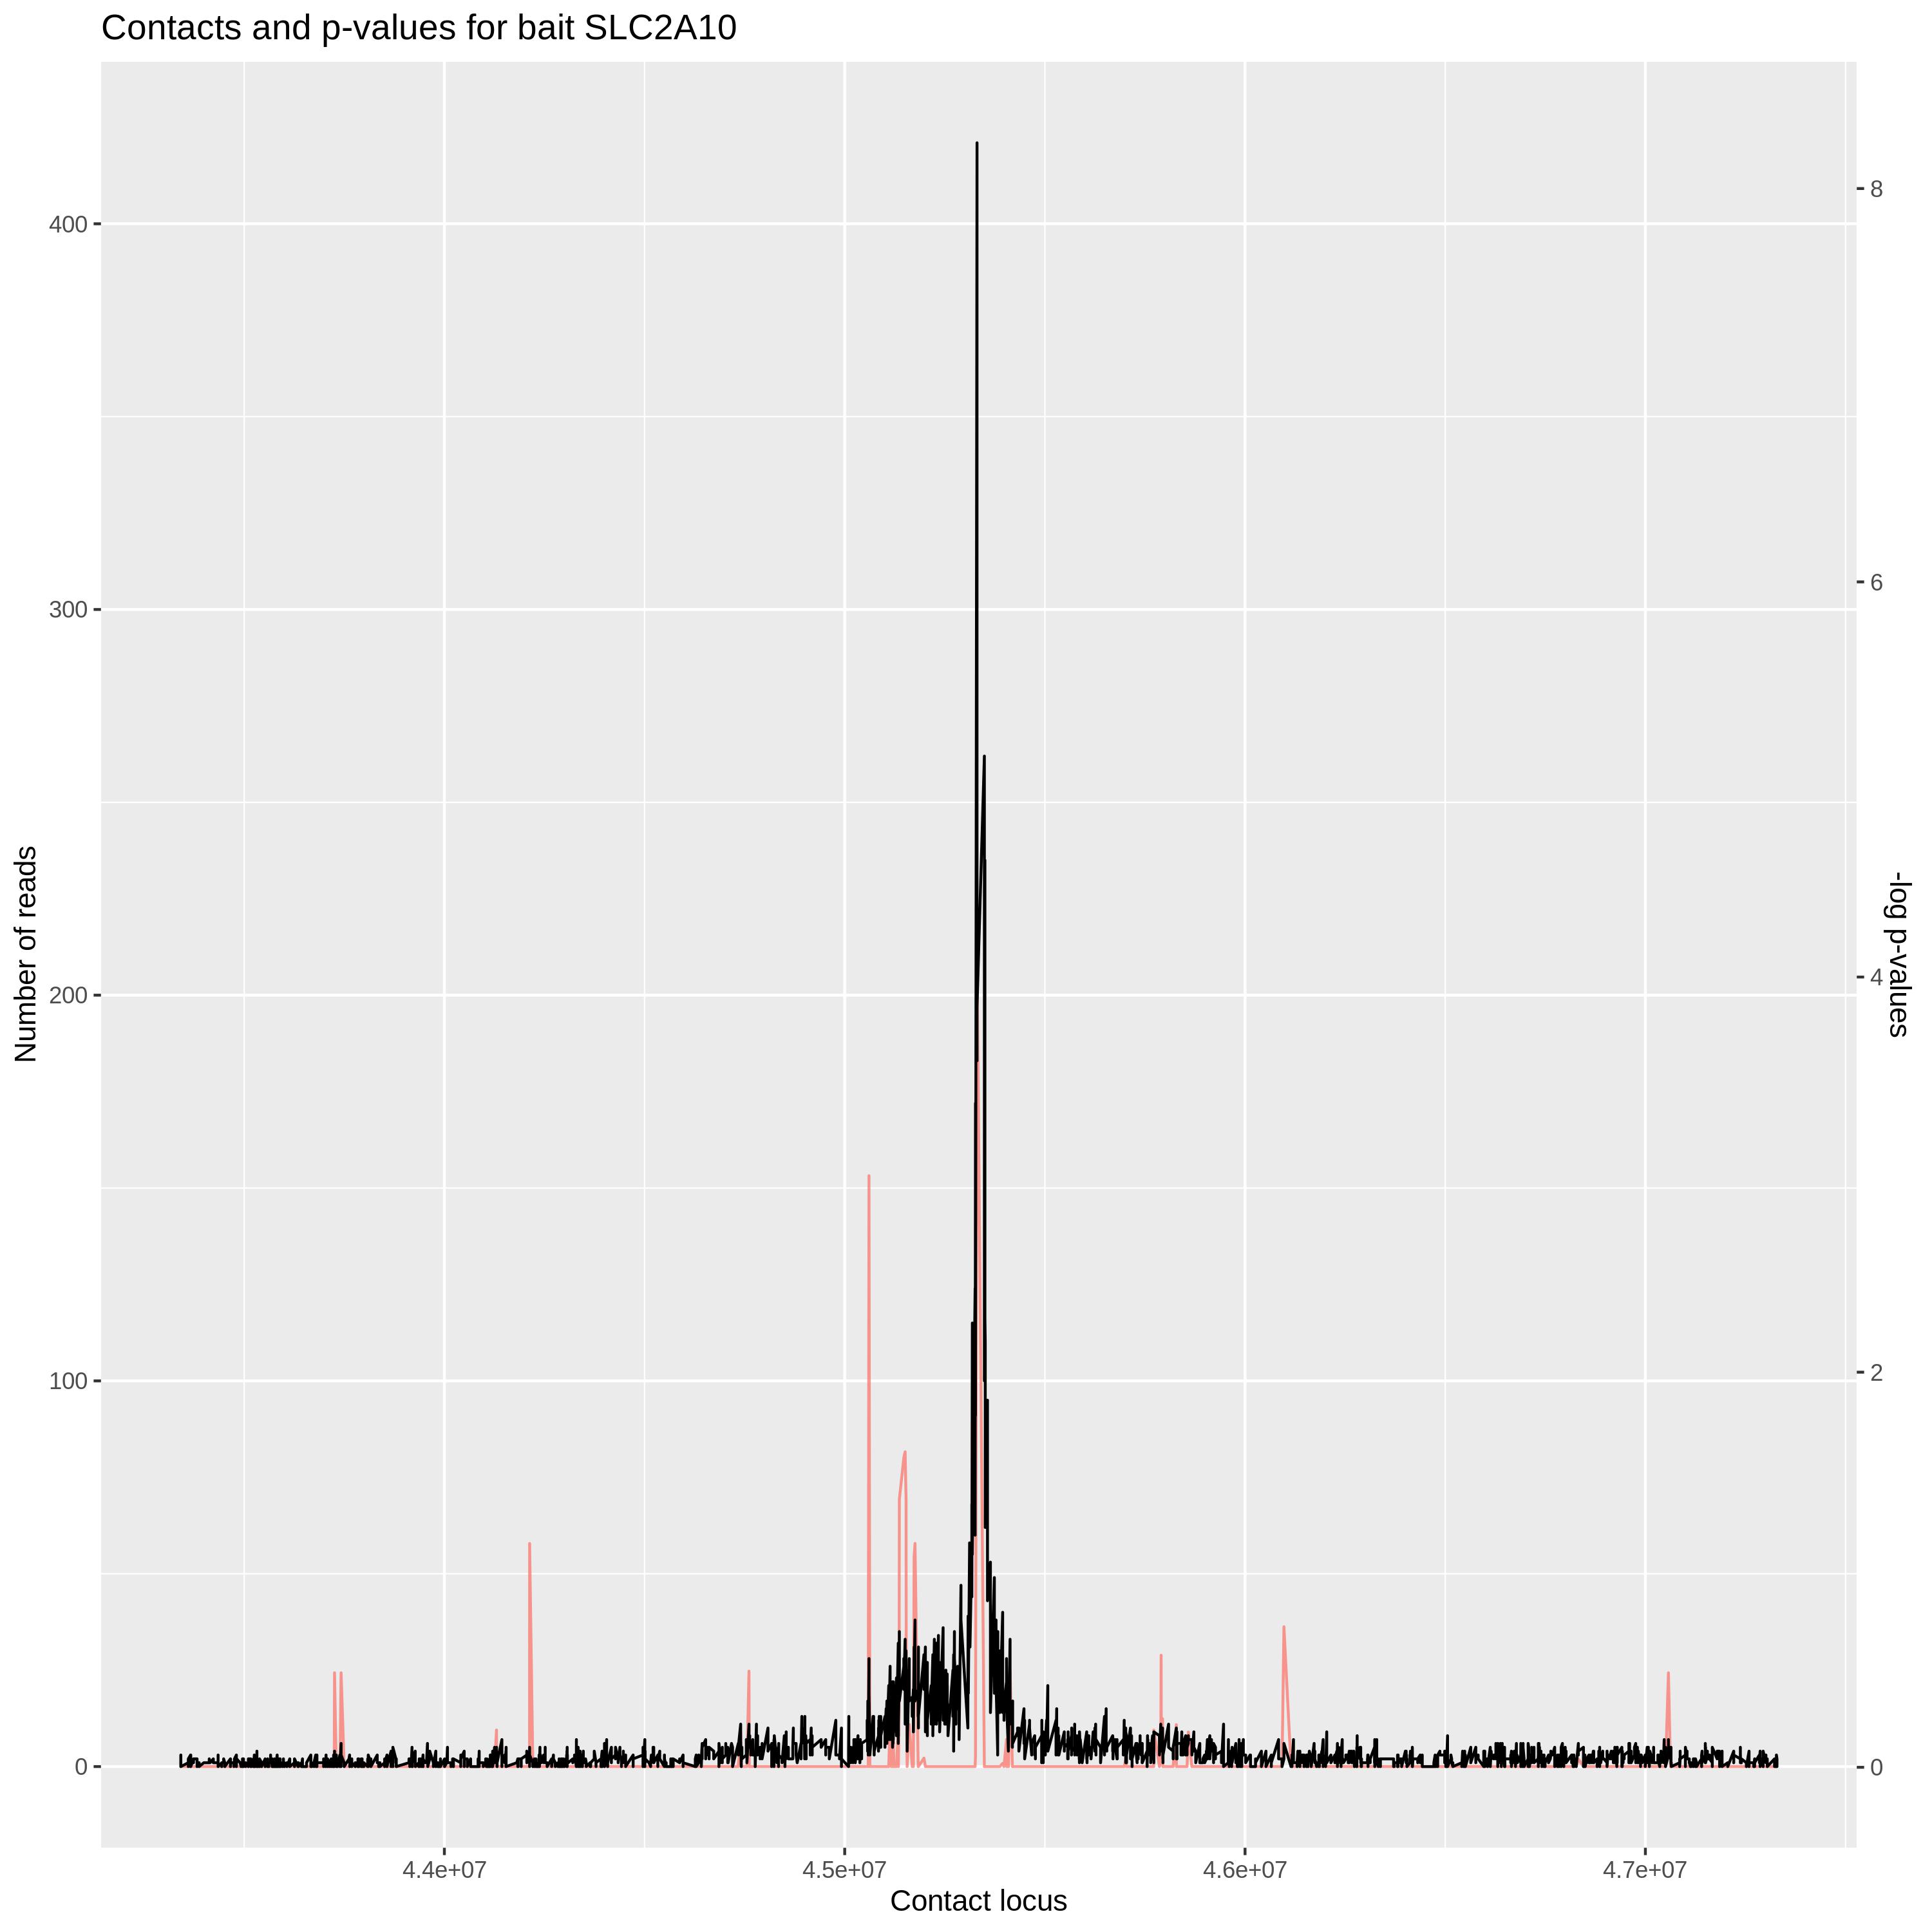 Contacts and p-values for bait SLC2A10
400
300
200
100
0
Number of reads
8
6
4
2
0
-log p-values
4.4e+07
4.5e+07
4.6e+07
4.7e+07
Contact locus